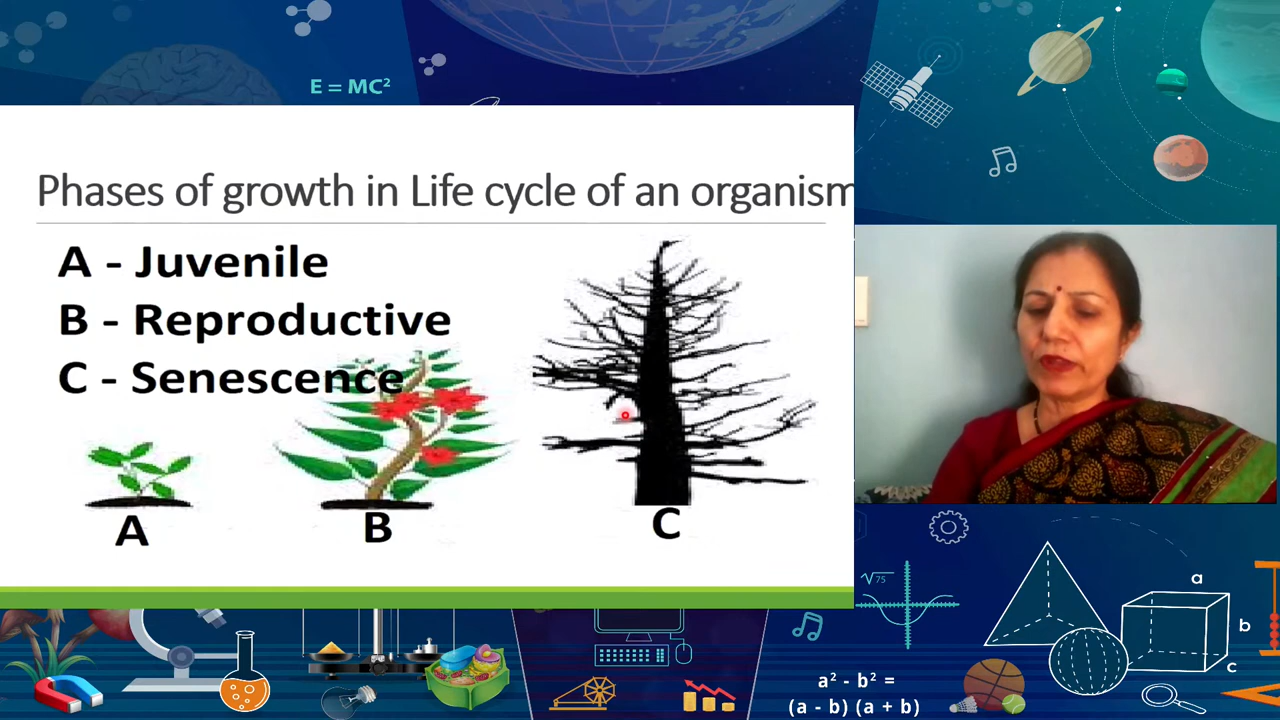 E = MC²
Phases of growth in Life cycle of an organism
A - Juvenile
B - Reproductive
C - Senescence
A
B
C
√75
a
b
c
a² - b² =
(a - b) (a + b)